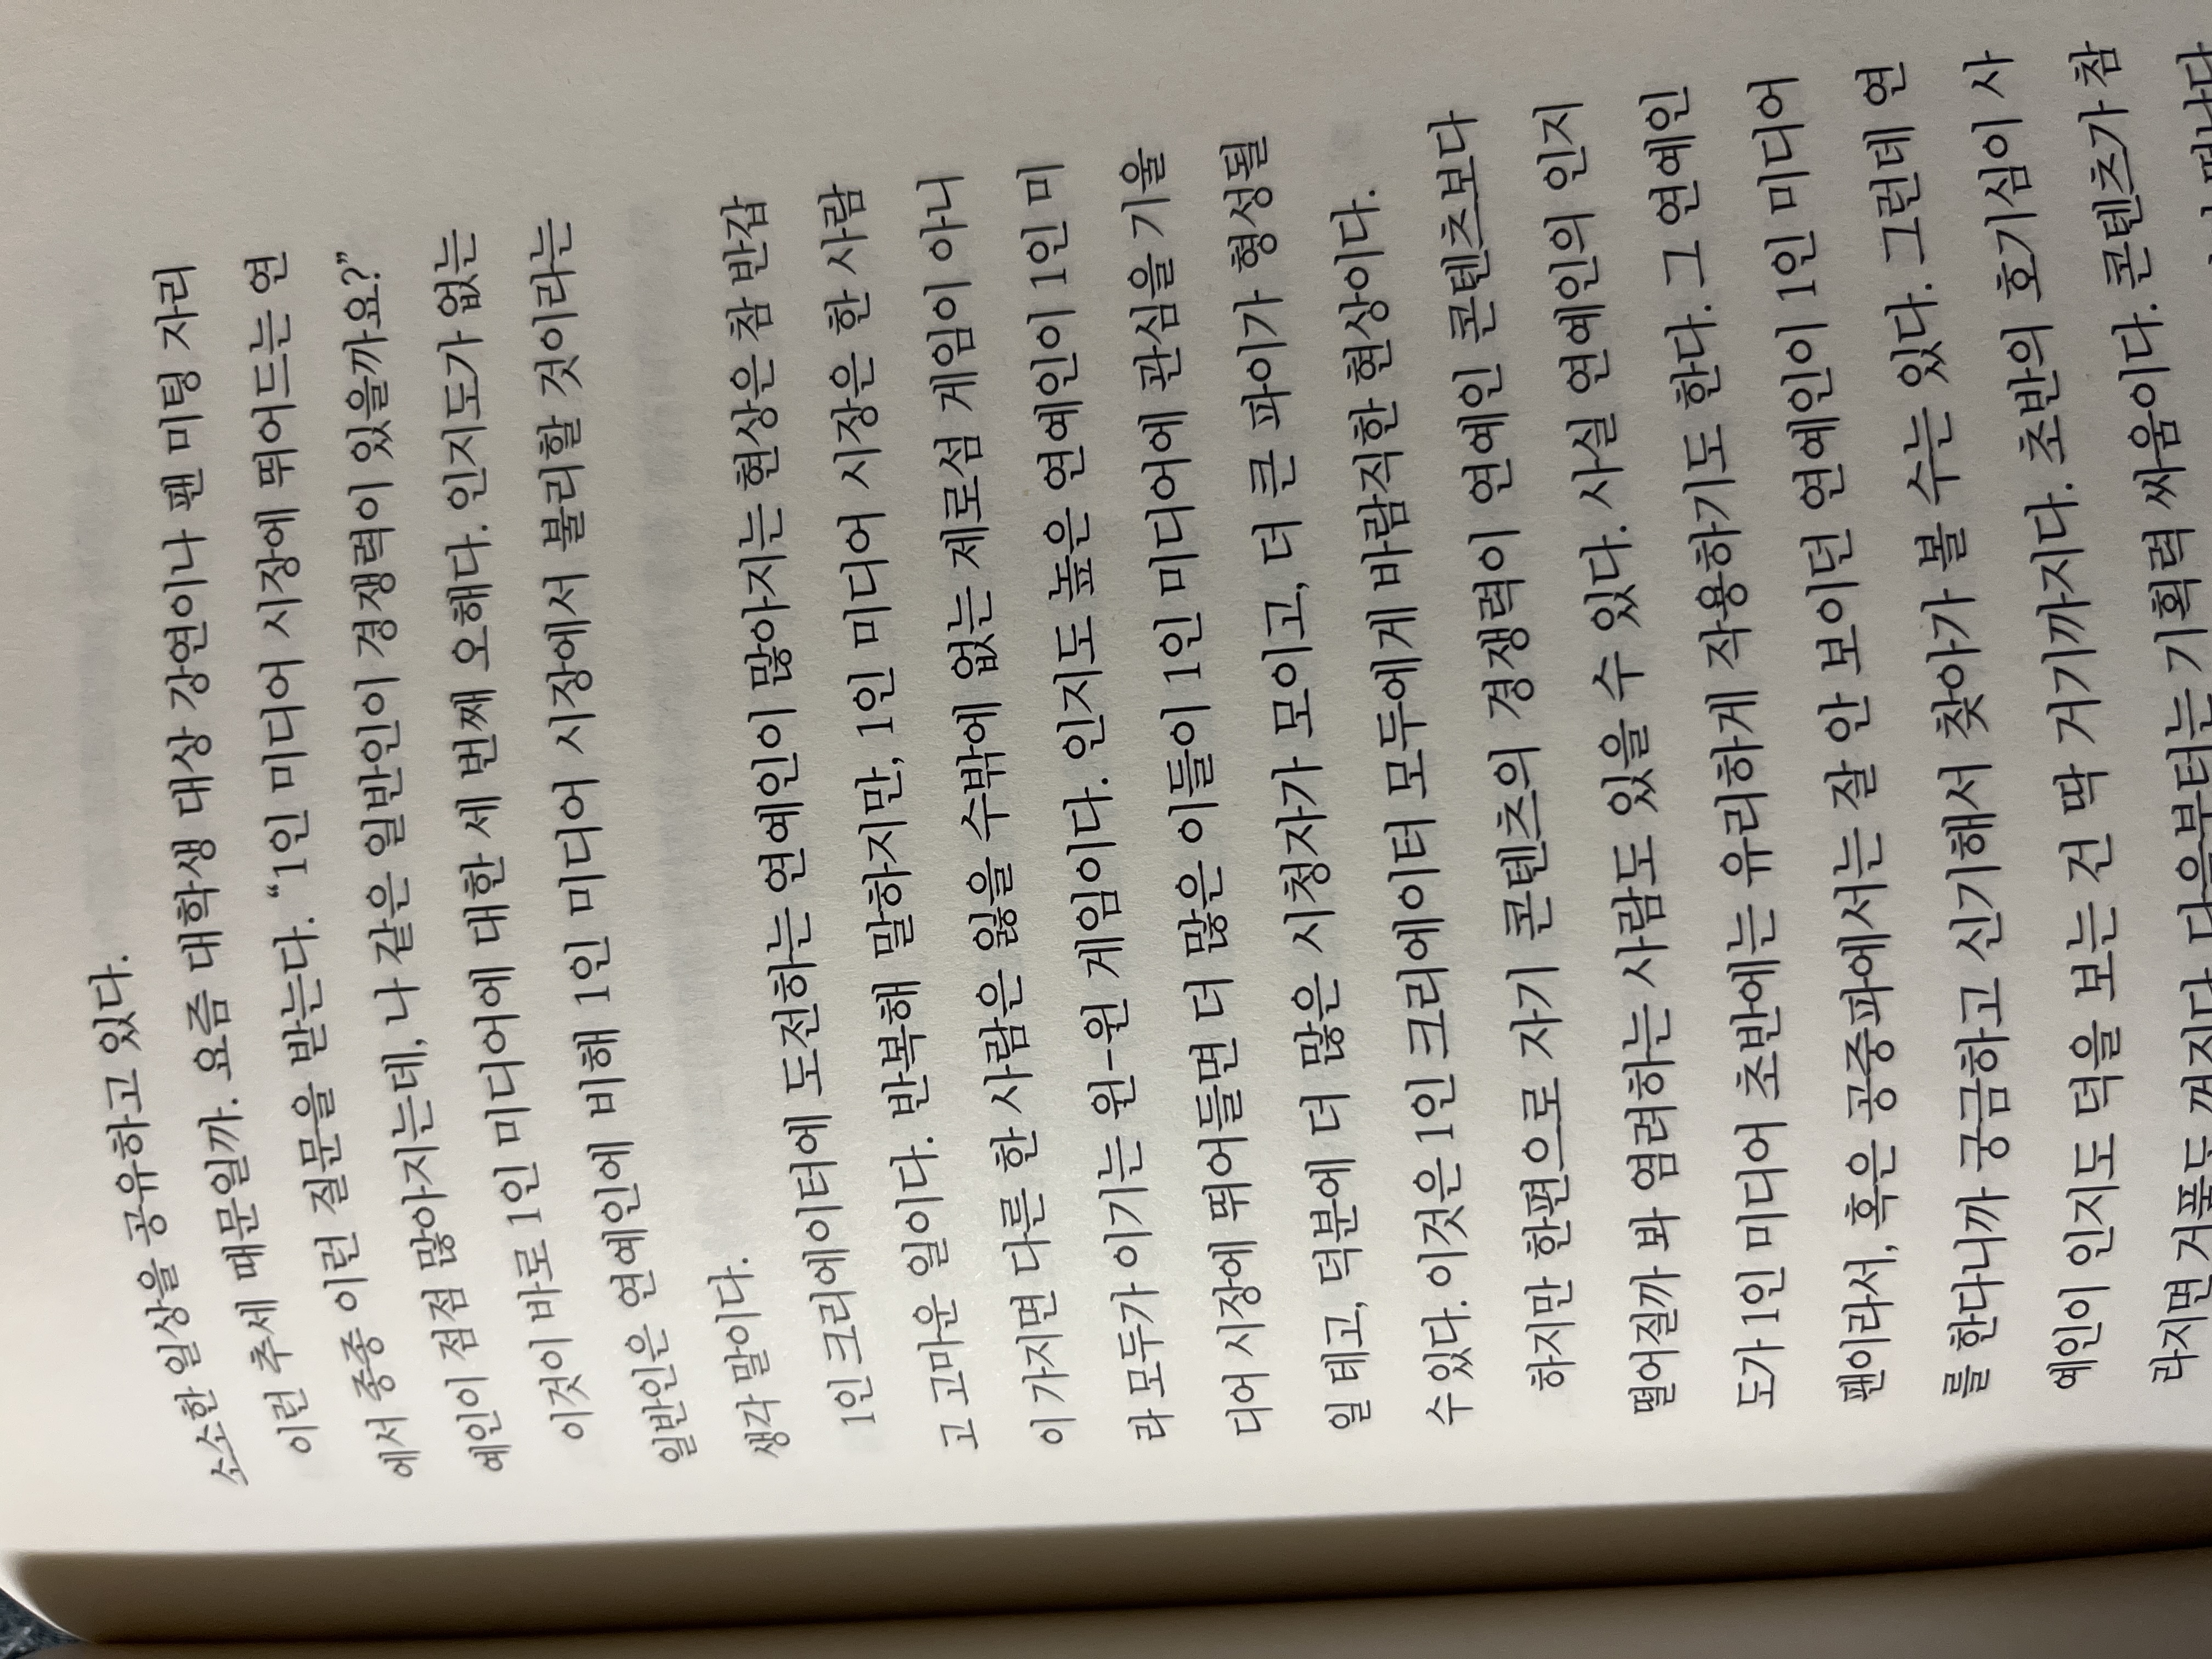 소소한 일상을 공유하고 있다.
이런 추세 때문일까. 요즘 대학생 대상 강연이나 팬 미팅 자리
에서 종종 이런 질문을 받는다. “1인 미디어 시장에 뛰어드는 연
예인이 점점 많아지는데, 나 같은 일반인이 경쟁력이 있을까요?”
이것이 바로 1인 미디어에 대한 세 번째 오해다. 인지도가 없는
일반인은 연예인에 비해 1인 미디어 시장에서 불리할 것이라는
생각 말이다.
1인 크리에이터에 도전하는 연예인이 많아지는 현상은 참 반갑
고 고마운 일이다. 반복해 말하지만, 1인 미디어 시장은 한 사람
이 가지면 다른 한 사람은 잃을 수밖에 없는 제로섬 게임이 아니
라 모두가 이기는 윈-윈 게임이다. 인지도 높은 연예인이 1인 미
디어 시장에 뛰어들면 더 많은 이들이 1인 미디어에 관심을 기울
일 테고, 덕분에 더 많은 시청자가 모이고, 더 큰 파이가 형성될
수 있다. 이것은 1인 크리에이터 모두에게 바람직한 현상이다.
하지만 한편으로 자기 콘텐츠의 경쟁력이 연예인 콘텐츠보다
떨어질까 봐 염려하는 사람도 있을 수 있다. 사실 연예인의 인지
도가 1인 미디어 초반에는 유리하게 작용하기도 한다. 그 연예인
팬이라서, 혹은 공중파에서는 잘 안 보이던 연예인이 1인 미디어
를 한다니까 궁금하고 신기해서 찾아가 볼 수는 있다. 그런데 연
예인이 인지도 덕을 보는 건 딱 거기까지다. 초반의 호기심이 사
라지면 거품도 꺼진다. 다음부터는 기획력 싸움이다. 콘텐츠가 참
떠난다